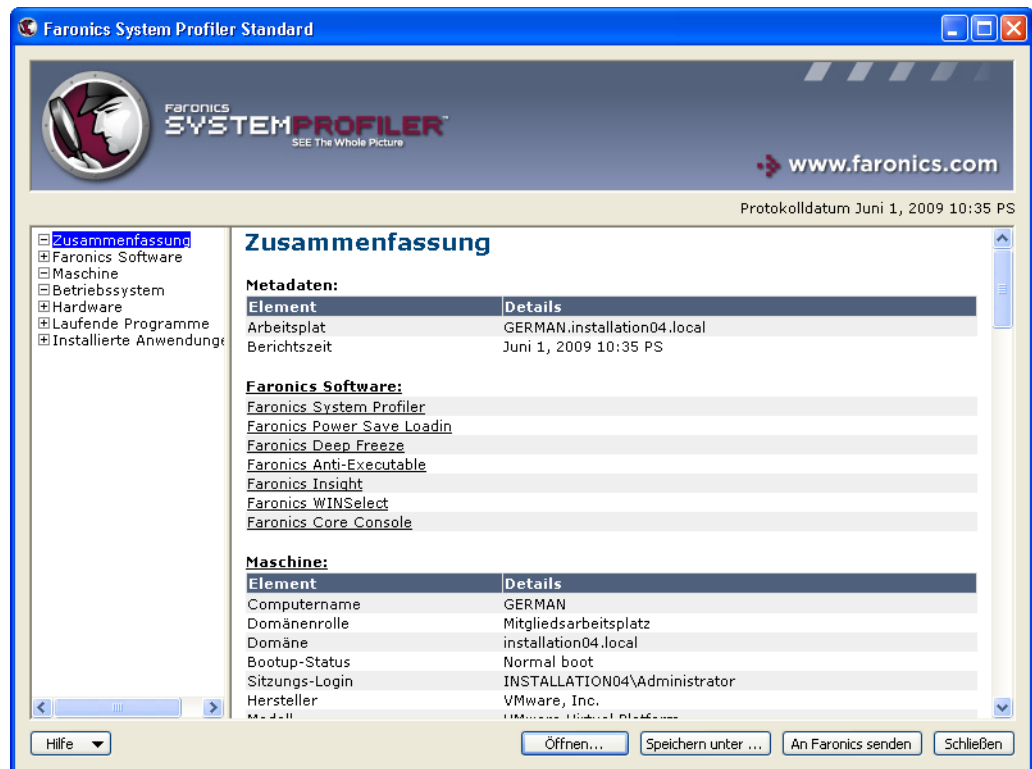 Faronics System Profiler Standard
Faronics
SYSTEMPROFILER™
SEE The Whole Picture
www.faronics.com
Protokolldatum Juni 1, 2009 10:35 PS
Zusammenfassung
Faronics Software
Maschine
Betriebssystem
Hardware
Laufende Programme
Installierte Anwendunge
Zusammenfassung
Metadaten:
Element Details
Arbeitsplat GERMAN.installation04.local
Berichtszeit Juni 1, 2009 10:35 PS
Faronics Software:
Faronics System Profiler
Faronics Power Save Loadin
Faronics Deep Freeze
Faronics Anti-Executable
Faronics Insight
Faronics WINSelect
Faronics Core Console
Maschine:
Element Details
Computername GERMAN
Domänenrolle Mitgliedsarbeitsplatz
Domäne installation04.local
Bootup-Status Normal boot
Sitzungs-Login INSTALLATION04\Administrator
Hersteller VMware, Inc.
Modell VMware Virtual Platform
Hilfe
Öffnen...
Speichern unter ...
An Faronics senden
Schließen